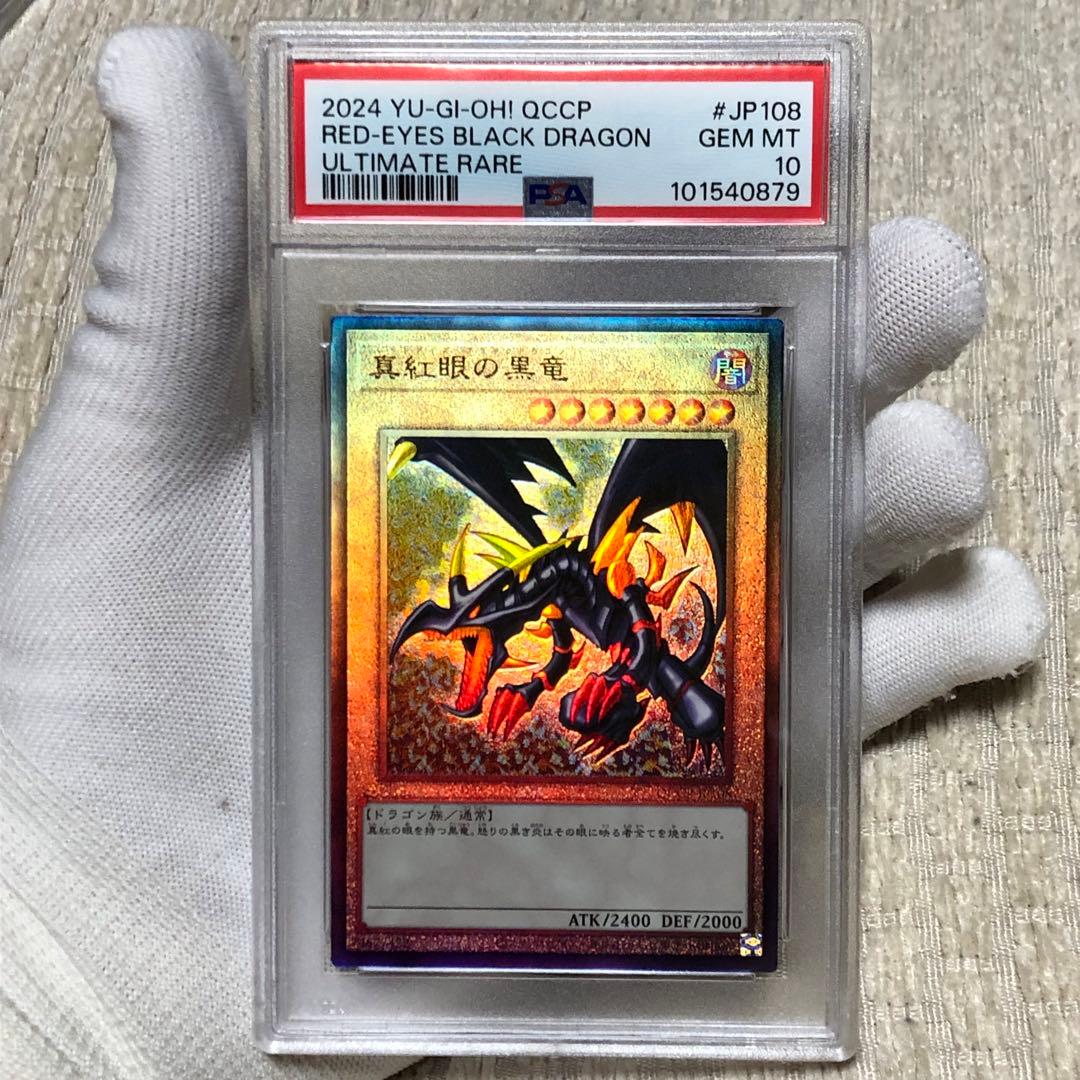 2024 YU-GI-OH! QCCP #JP108
RED-EYES BLACK DRAGON GEM MT
ULTIMATE RARE 10
PSA 101540879
真紅眼の黒竜
闇
【ドラゴン族/通常】
真紅の眼を持つ黒竜。怒りの黒き炎はその眼に映る者全てを焼き尽くす。
ATK/2400 DEF/2000